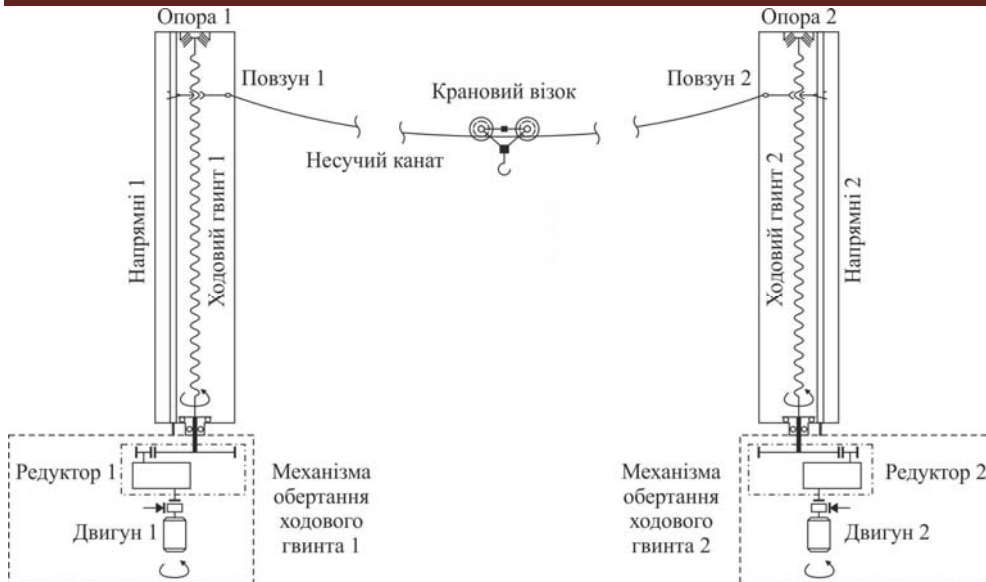 Опора 1
Опора 2
Повзун 1
Повзун 2
Крановий візок
Несучий канат
Напрямні 1
Ходовий гвинт 1
Ходовий гвинт 2
Напрямні 2
Редуктор 1
Механізма
обертання
ходового
гвинта 1
Двигун 1
Механізма
обертання
ходового
гвинта 2
Редуктор 2
Двигун 2